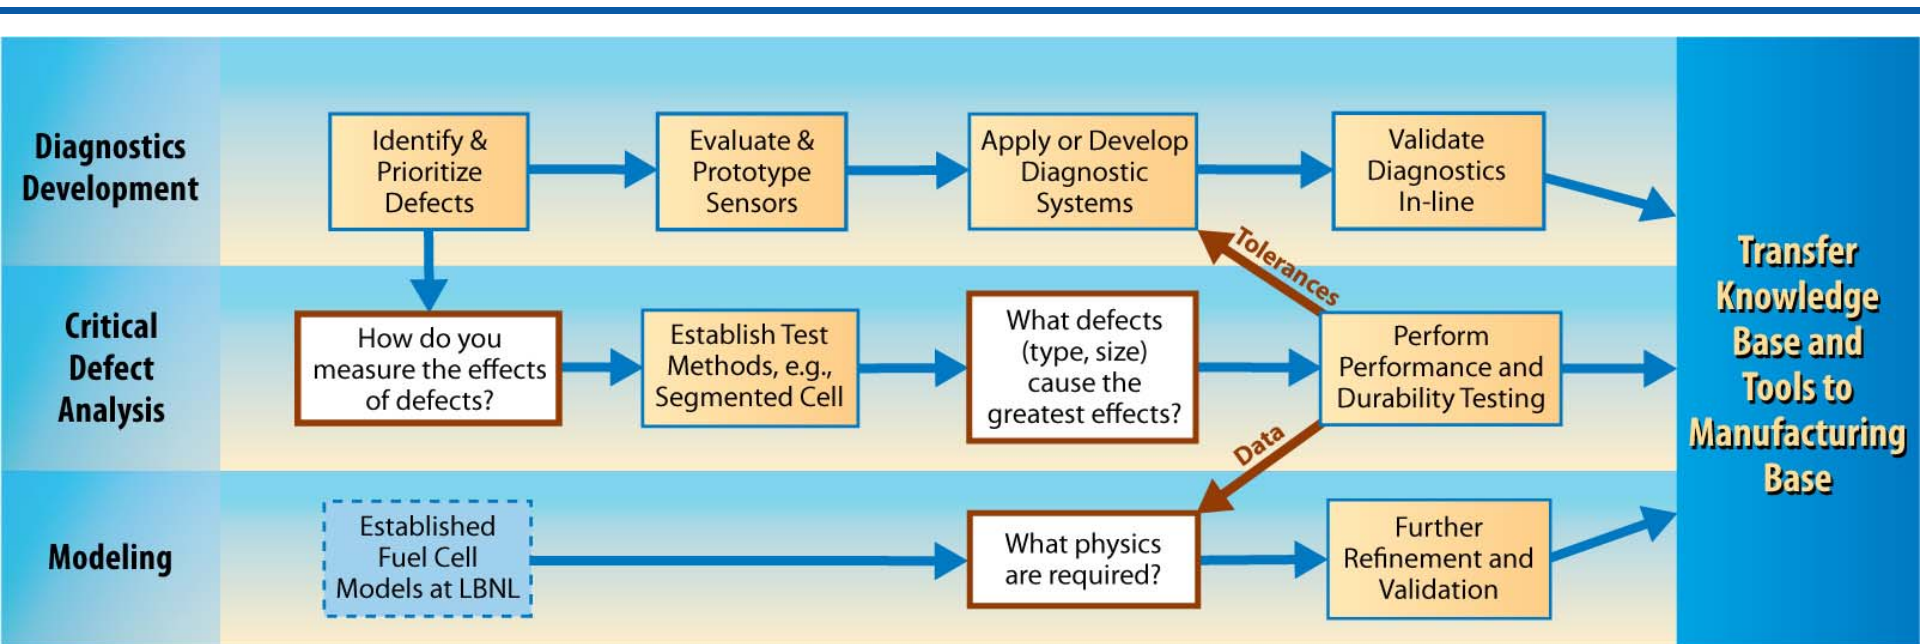 Diagnostics
Development
Identify &
Prioritize
Defects
Evaluate &
Prototype
Sensors
Apply or Develop
Diagnostic
Systems
Validate
Diagnostics
In-line
Tolerances
Critical
Defect
Analysis
How do you
measure the effects
of defects?
Establish Test
Methods, e.g.,
Segmented Cell
What defects
(type, size)
cause the
greatest effects?
Perform
Performance and
Durability Testing
Data
Modeling
Established
Fuel Cell
Models at LBNL
What physics
are required?
Further
Refinement and
Validation
Transfer
Knowledge
Base and
Tools to
Manufacturing
Base